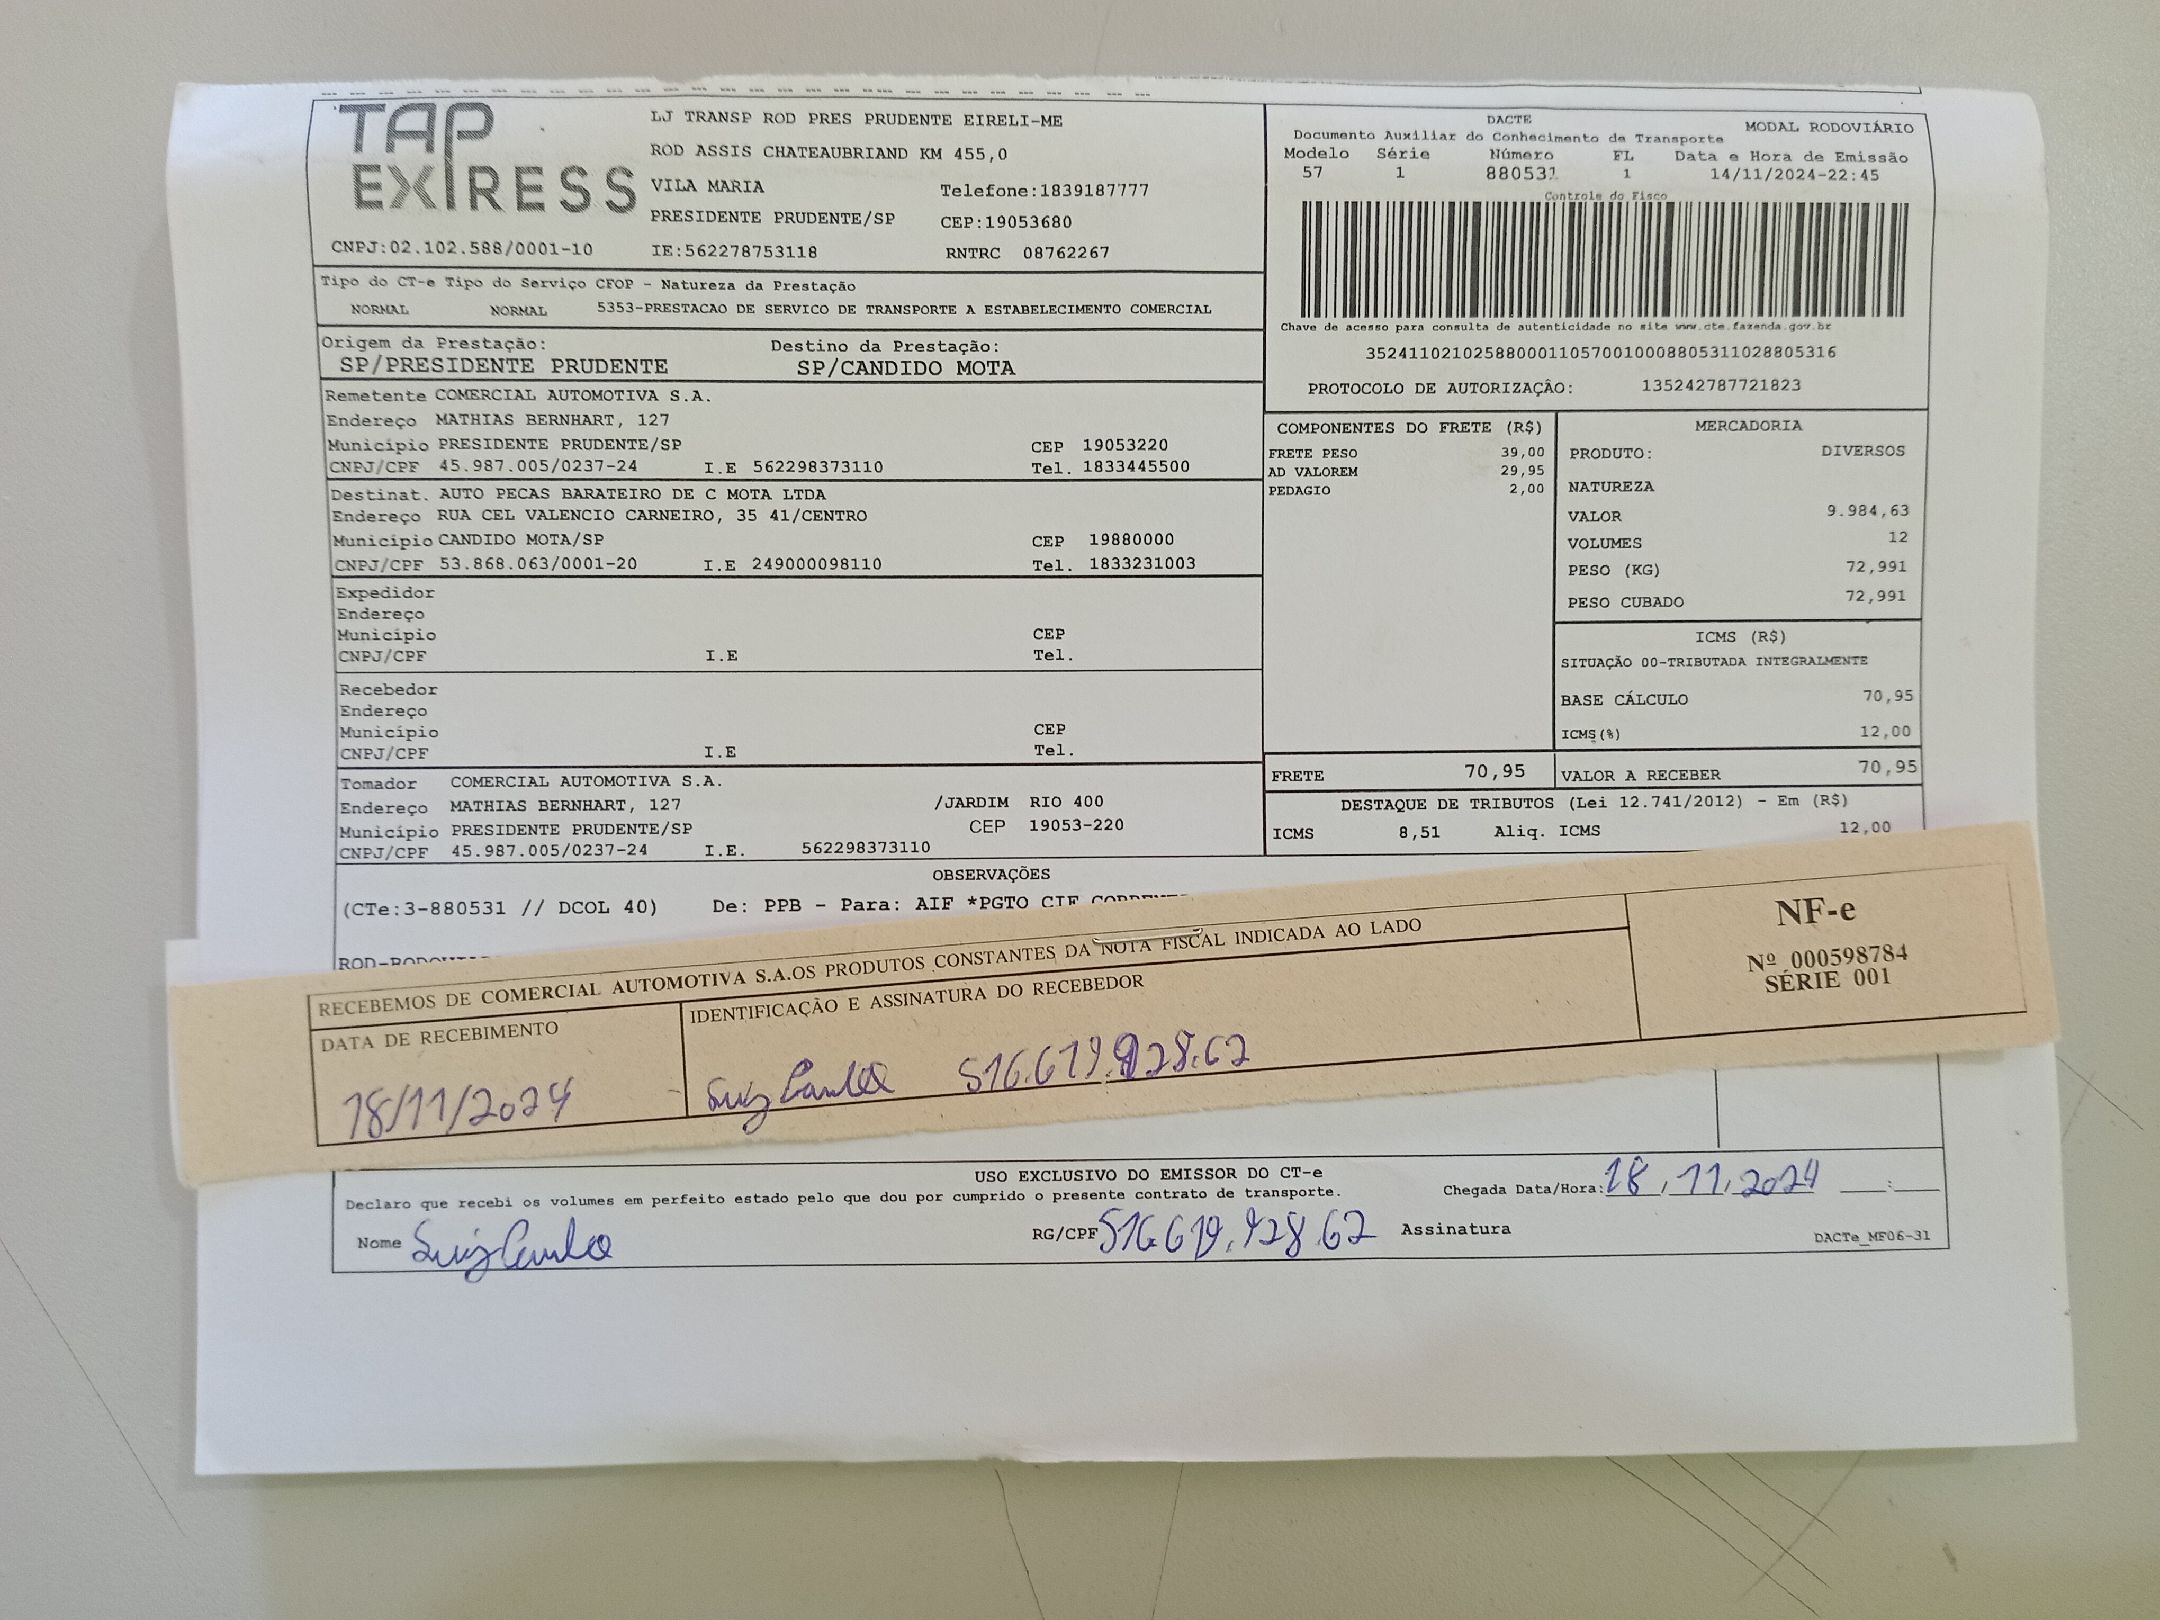 TAP EXPRESS
LJ TRANSP ROD PRES PRUDENTE EIRELI-ME
ROD ASSIS CHATEAUBRIAND KM 455,0
VILA MARIA Telefone:1839187777
PRESIDENTE PRUDENTE/SP CEP:19053680
CNPJ:02.102.588/0001-10 IE:562278753118 RNTRC 08762267
DACTE
Documento Auxiliar do Conhecimento de Transporte MODAL RODOVIÁRIO
Modelo Série Número FL Data e Hora de Emissão
57 1 880531 1 14/11/2024-22:45
Controle do Fisco
Chave de acesso para consulta de autenticidade no site www.cte.fazenda.gov.br
35241102102588000110570010008805311028805316
PROTOCOLO DE AUTORIZAÇÂO: 135242787721823
Tipo do CT-e Tipo do Serviço CFOP - Natureza da Prestação
NORMAL NORMAL 5353-PRESTACAO DE SERVICO DE TRANSPORTE A ESTABELECIMENTO COMERCIAL
Origem da Prestação: Destino da Prestação:
SP/PRESIDENTE PRUDENTE SP/CANDIDO MOTA
Remetente COMERCIAL AUTOMOTIVA S.A.
Endereço MATHIAS BERNHART, 127
Município PRESIDENTE PRUDENTE/SP CEP 19053220
CNPJ/CPF 45.987.005/0237-24 I.E 562298373110 Tel. 1833445500
Destinat. AUTO PECAS BARATEIRO DE C MOTA LTDA
Endereço RUA CEL VALENCIO CARNEIRO, 35 41/CENTRO
Município CANDIDO MOTA/SP CEP 19880000
CNPJ/CPF 53.868.063/0001-20 I.E 249000098110 Tel. 1833231003
Expedidor
Endereço
Município CEP
CNPJ/CPF I.E Tel.
Recebedor
Endereço
Município CEP
CNPJ/CPF I.E Tel.
Tomador COMERCIAL AUTOMOTIVA S.A.
Endereço MATHIAS BERNHART, 127 /JARDIM RIO 400
Município PRESIDENTE PRUDENTE/SP CEP 19053-220
CNPJ/CPF 45.987.005/0237-24 I.E. 562298373110
COMPONENTES DO FRETE (R$)
FRETE PESO 39,00
AD VALOREM 29,95
PEDAGIO 2,00
MERCADORIA
PRODUTO: DIVERSOS
NATUREZA
VALOR 9.984,63
VOLUMES 12
PESO (KG) 72,991
PESO CUBADO 72,991
ICMS (R$)
SITUAÇÃO 00-TRIBUTADA INTEGRALMENTE
BASE CÁLCULO 70,95
ICMS(%) 12,00
FRETE 70,95 VALOR A RECEBER 70,95
DESTAQUE DE TRIBUTOS (Lei 12.741/2012) - Em (R$)
ICMS 8,51 Aliq. ICMS 12,00
OBSERVAÇÕES
(CTe:3-880531 // DCOL 40) De: PPB - Para: AIF *PGTO CIF
RECEBEMOS DE COMERCIAL AUTOMOTIVA S.A.OS PRODUTOS CONSTANTES DA NOTA FISCAL INDICADA AO LADO
DATA DE RECEBIMENTO IDENTIFICAÇÃO E ASSINATURA DO RECEBEDOR
18/11/2024 Luiz
NF-e
Nº 000598784
SÉRIE 001
USO EXCLUSIVO DO EMISSOR DO CT-e
Declaro que recebi os volumes em perfeito estado pelo que dou por cumprido o presente contrato de transporte. Chegada Data/Hora: 18/11/2024 __:__
Nome Luiz RG/CPF Assinatura
DACTe_MF06-31